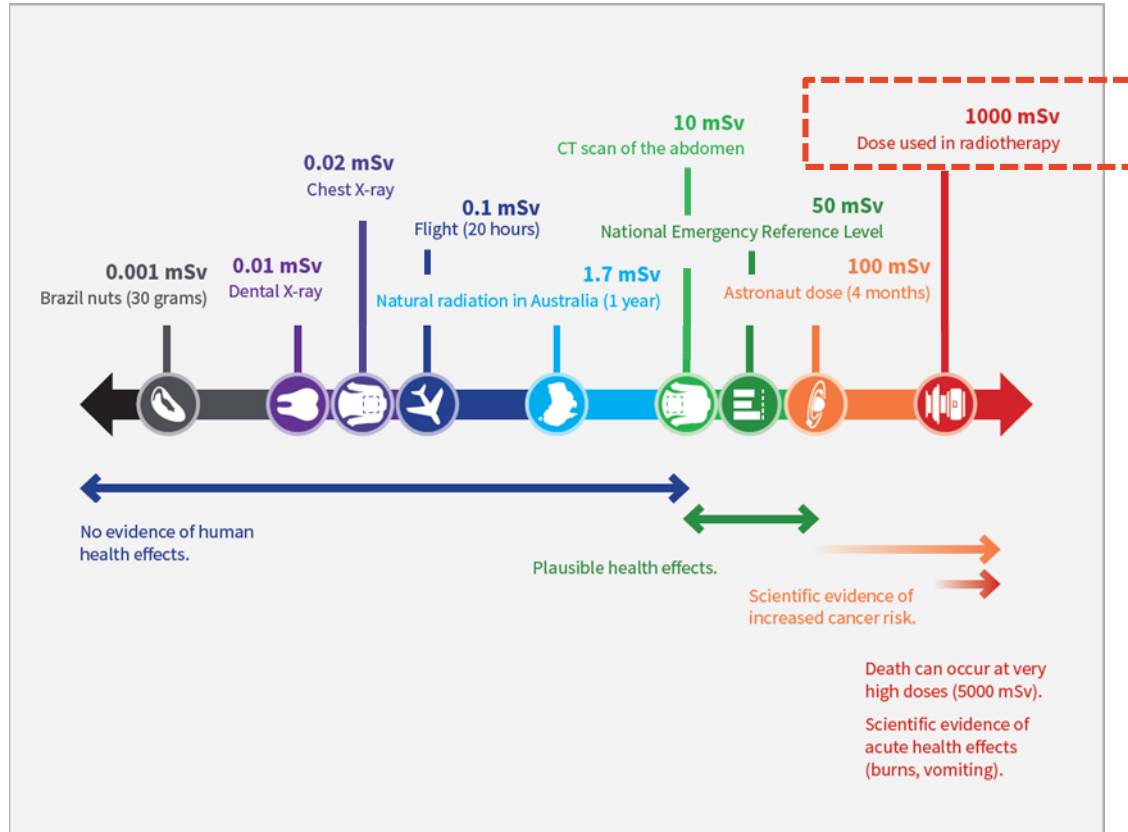 0.001 mSv
Brazil nuts (30 grams)
0.01 mSv
Dental X-ray
0.02 mSv
Chest X-ray
0.1 mSv
Flight (20 hours)
1.7 mSv
Natural radiation in Australia (1 year)
10 mSv
CT scan of the abdomen
50 mSv
National Emergency Reference Level
100 mSv
Astronaut dose (4 months)
1000 mSv
Dose used in radiotherapy
No evidence of human
health effects.
Plausible health effects.
Scientific evidence of
increased cancer risk.
Death can occur at very
high doses (5000 mSv).
Scientific evidence of
acute health effects
(burns, vomiting).